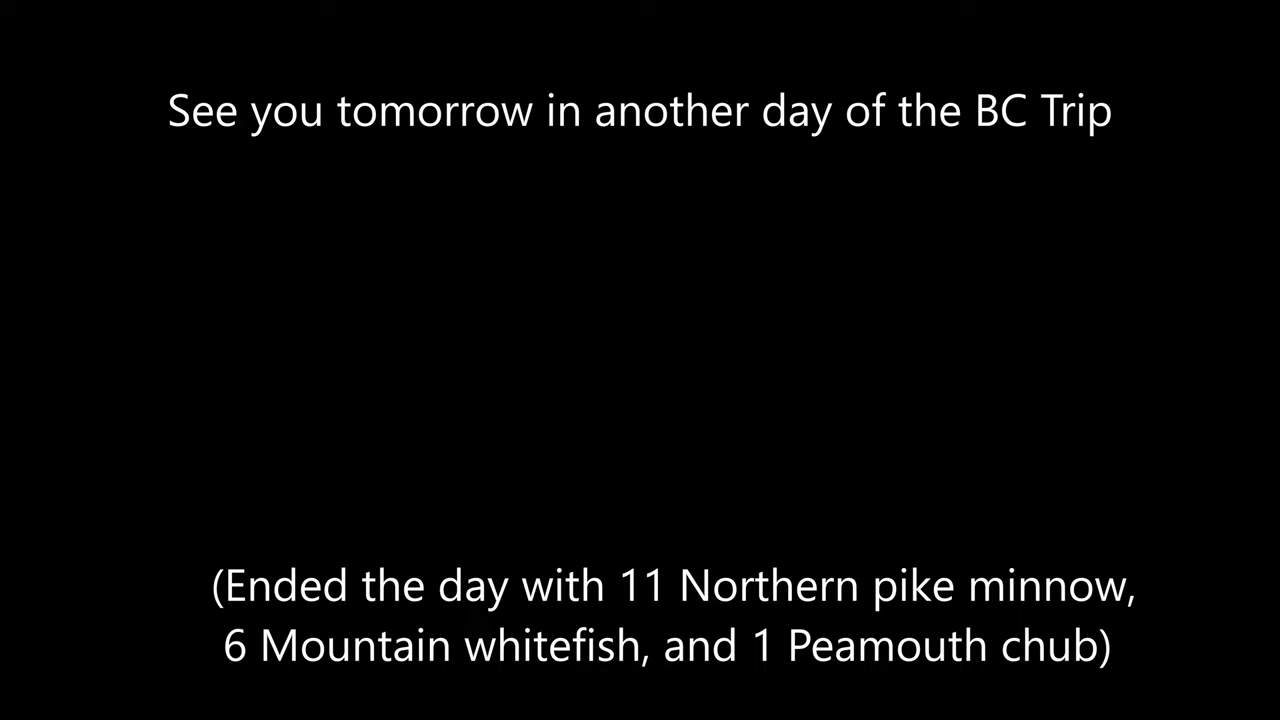 See you tomorrow in another day of the BC Trip
(Ended the day with 11 Northern pike minnow,
6 Mountain whitefish, and 1 Peamouth chub)